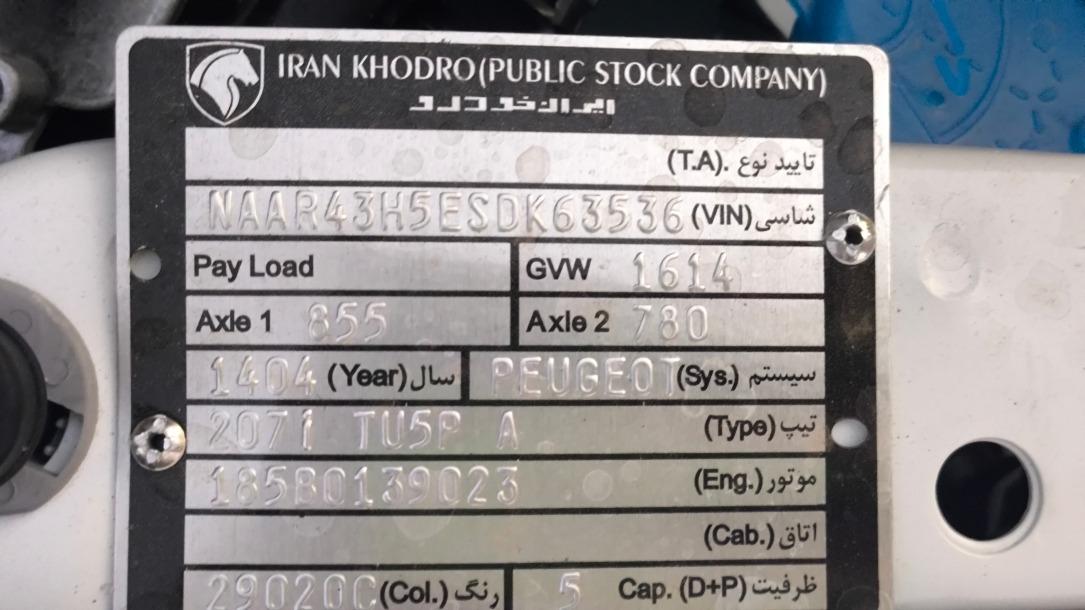 IRAN KHODRO (PUBLIC STOCK COMPANY)
ایران خودرو
تایید نوع .(T.A)
NAAR43H5ESDK63536 (VIN) شاسی
Pay Load GVW 1614
Axle 1 855 Axle 2 780
1404 (Year) سال PEUGEOT (Sys.) سیستم
2071 TU5P A (Type) تیپ
185B0139023 (Eng.) موتور
(Cab.) اتاق
29020C (Col.) رنگ 5 Cap. (D+P) ظرفیت